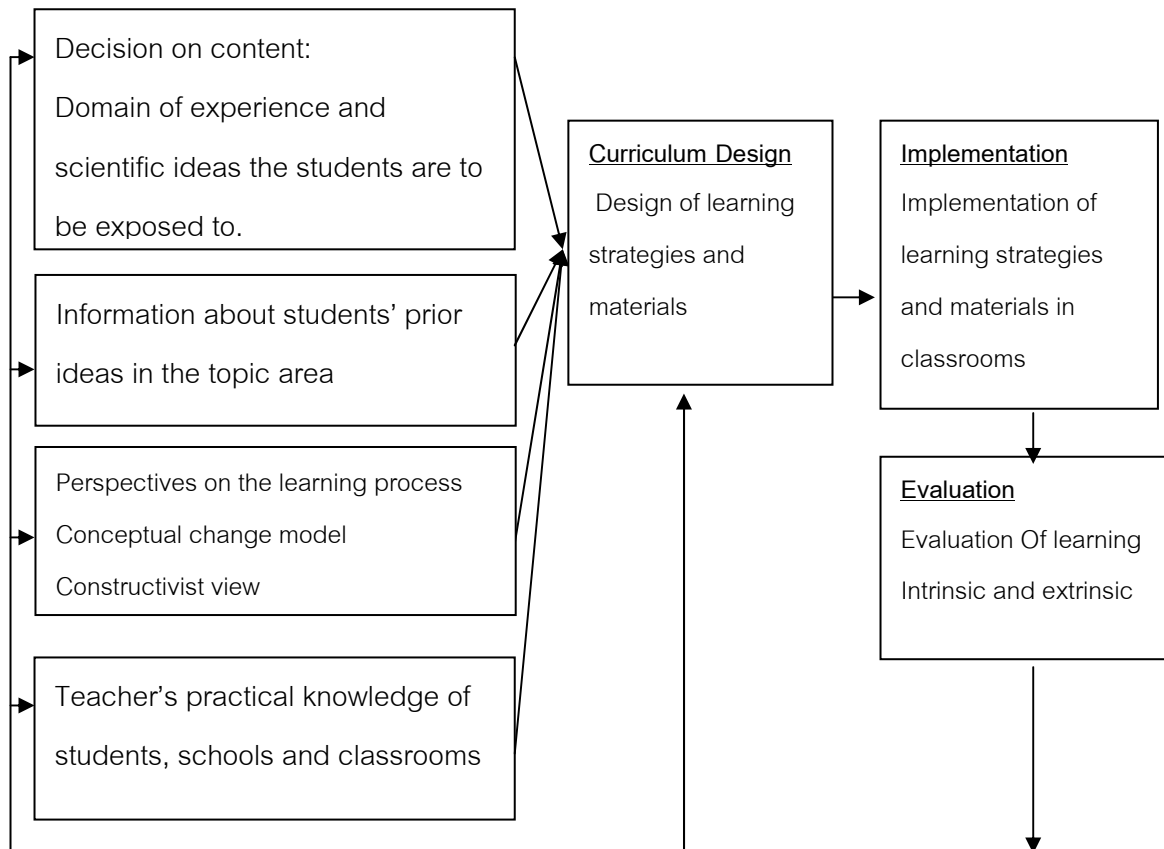 Decision on content:
Domain of experience and
scientific ideas the students are to
be exposed to.
Information about students’ prior
ideas in the topic area
Perspectives on the learning process
Conceptual change model
Constructivist view
Teacher’s practical knowledge of
students, schools and classrooms
Curriculum Design
Design of learning
strategies and
materials
Implementation
Implementation of
learning strategies
and materials in
classrooms
Evaluation
Evaluation Of learning
Intrinsic and extrinsic